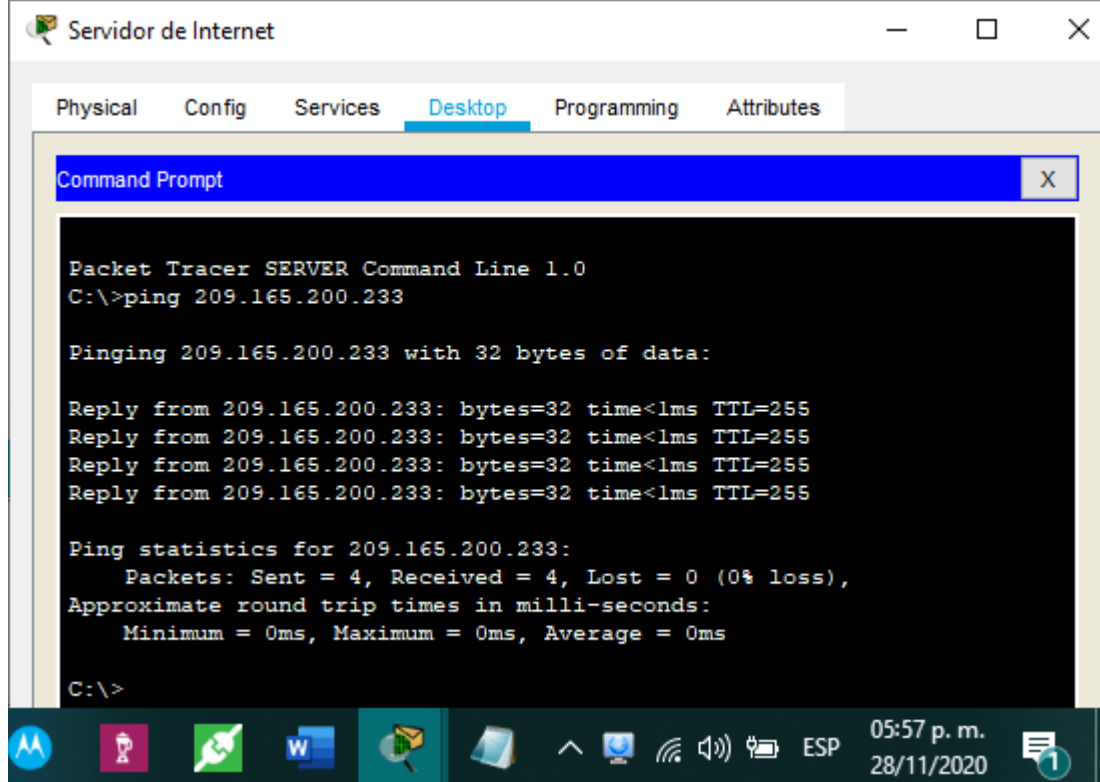 Servidor de Internet
Physical Config Services Desktop Programming Attributes
Command Prompt X
Packet Tracer SERVER Command Line 1.0
C:\>ping 209.165.200.233
Pinging 209.165.200.233 with 32 bytes of data:
Reply from 209.165.200.233: bytes=32 time<1ms TTL=255
Reply from 209.165.200.233: bytes=32 time<1ms TTL=255
Reply from 209.165.200.233: bytes=32 time<1ms TTL=255
Reply from 209.165.200.233: bytes=32 time<1ms TTL=255
Ping statistics for 209.165.200.233:
Packets: Sent = 4, Received = 4, Lost = 0 (0% loss),
Approximate round trip times in milli-seconds:
Minimum = 0ms, Maximum = 0ms, Average = 0ms
C:\>
W
ESP
05:57 p. m.
28/11/2020
1